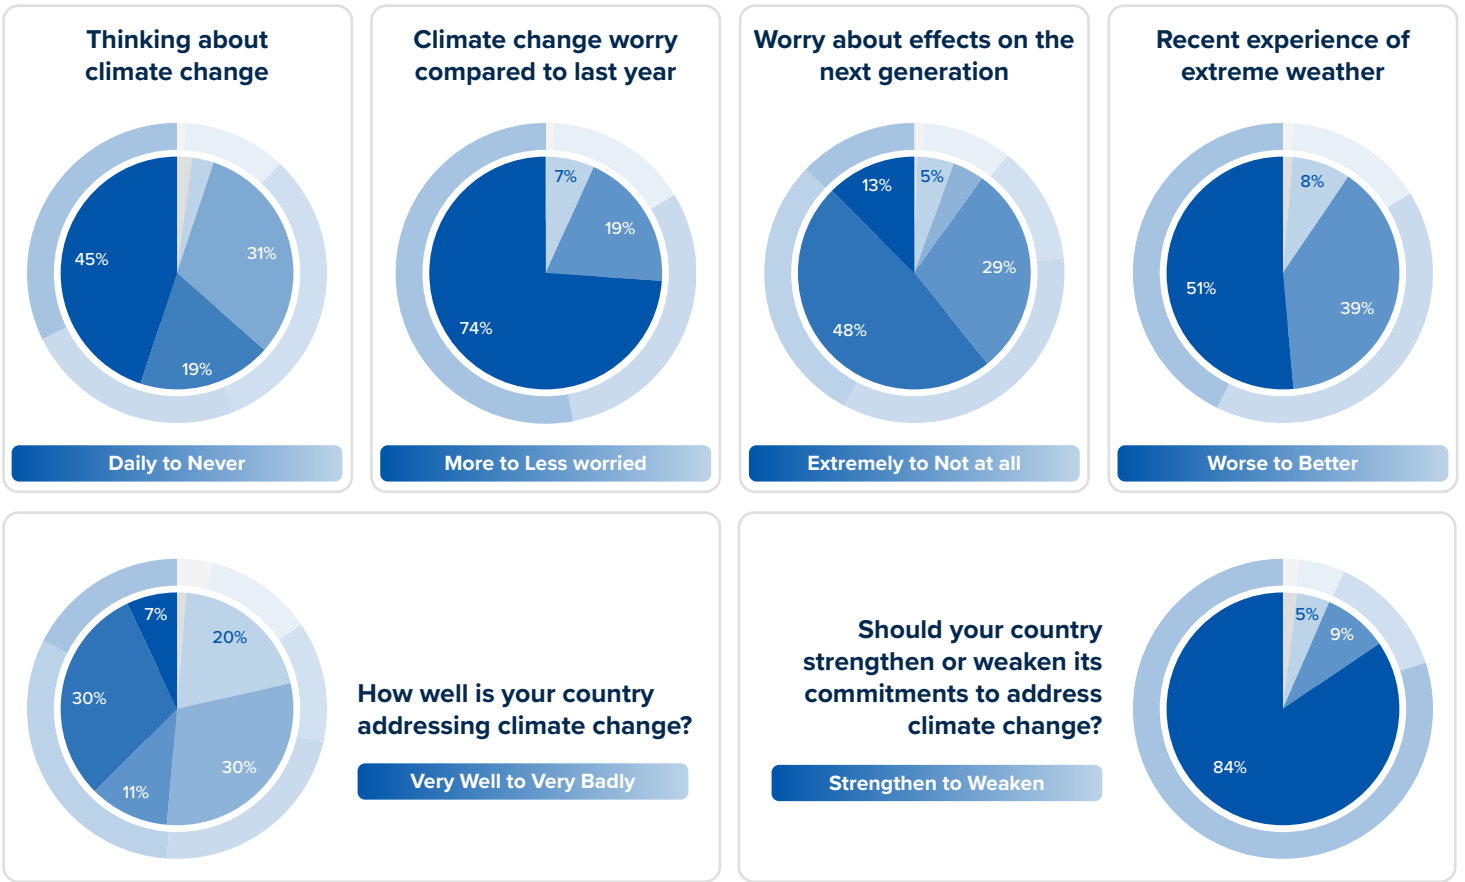 Thinking about
climate change
45%
31%
19%
Daily to Never
Climate change worry
compared to last year
7%
19%
74%
More to Less worried
Worry about effects on the
next generation
13%
5%
29%
48%
Extremely to Not at all
Recent experience of
extreme weather
8%
51%
39%
Worse to Better
7%
20%
30%
30%
11%
How well is your country
addressing climate change?
Very Well to Very Badly
Should your country
strengthen or weaken its
commitments to address
climate change?
Strengthen to Weaken
5%
9%
84%